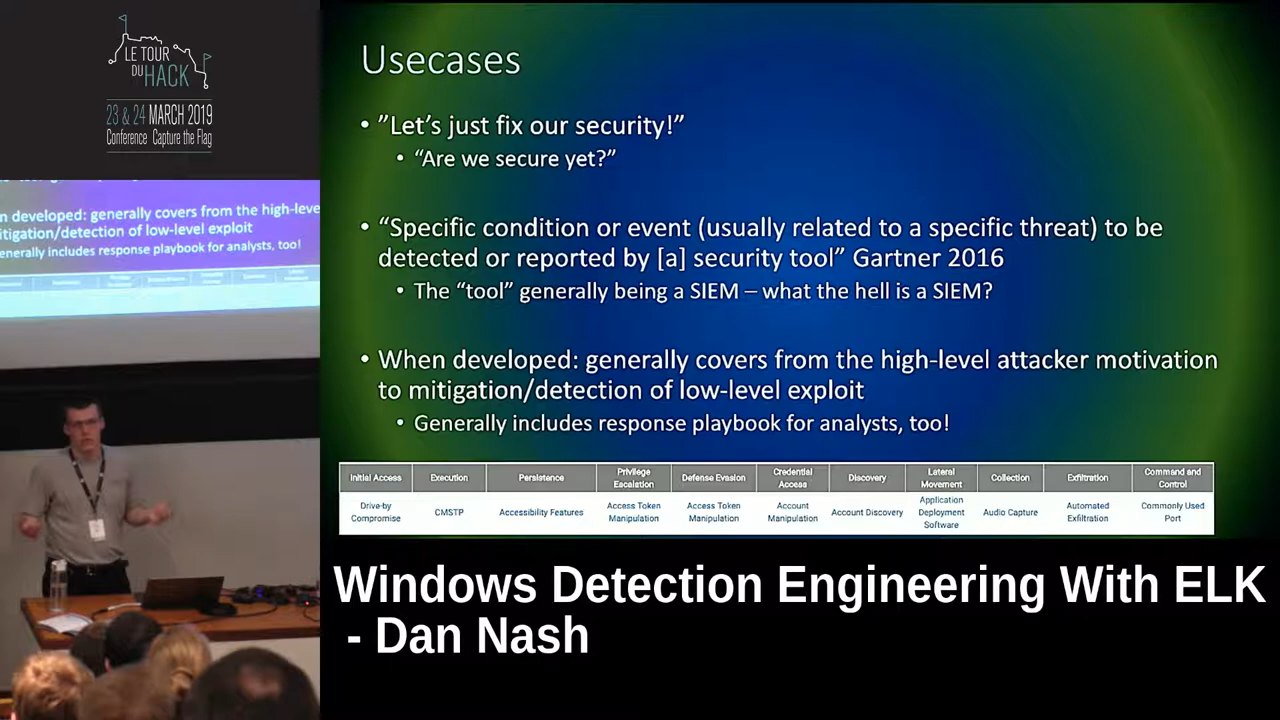 LE TOUR
DU HACK
23 & 24 MARCH 2019
Conference Capture the Flag
n developed: generally covers from the high-leve
itigation/detection of low-level exploit
enerally includes response playbook for analysts, too!
Usecases
• ”Let’s just fix our security!”
• “Are we secure yet?”
• “Specific condition or event (usually related to a specific threat) to be
detected or reported by [a] security tool” Gartner 2016
• The “tool” generally being a SIEM – what the hell is a SIEM?
• When developed: generally covers from the high-level attacker motivation
to mitigation/detection of low-level exploit
• Generally includes response playbook for analysts, too!
Initial Access Execution Persistence Privilege Escalation Defense Evasion Credential Access Discovery Lateral Movement Collection Exfiltration Command and Control
Drive-by Compromise CMSTP Accessibility Features Access Token Manipulation Access Token Manipulation Account Manipulation Account Discovery Application Deployment Software Audio Capture Automated Exfiltration Commonly Used Port
Windows Detection Engineering With ELK
- Dan Nash